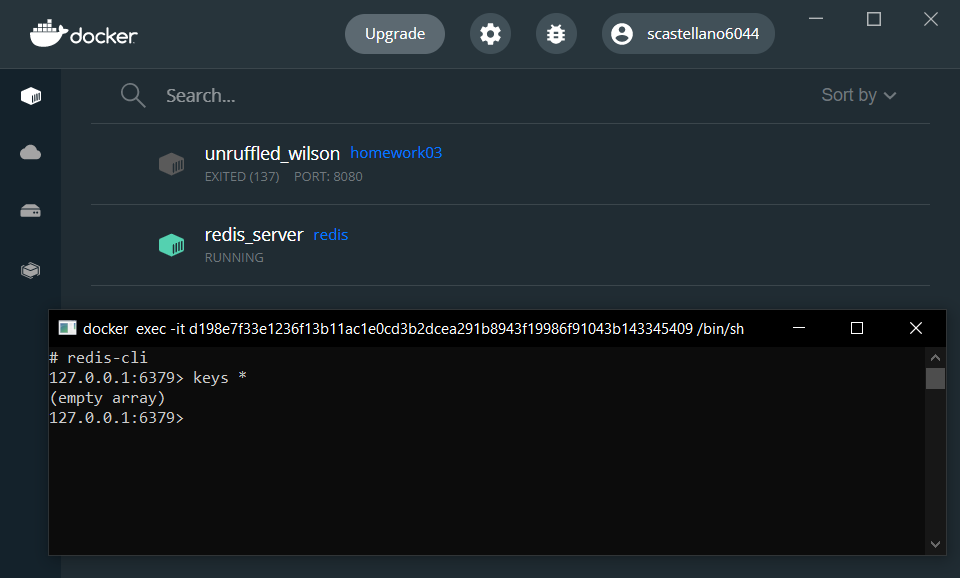 docker
Upgrade
scastellano6044
Search...
Sort by
unruffled_wilson homework03
EXITED (137) PORT: 8080
redis_server redis
RUNNING
docker exec -it d198e7f33e1236f13b11ac1e0cd3b2dcea291b8943f19986f91043b143345409 /bin/sh
# redis-cli
127.0.0.1:6379> keys *
(empty array)
127.0.0.1:6379>